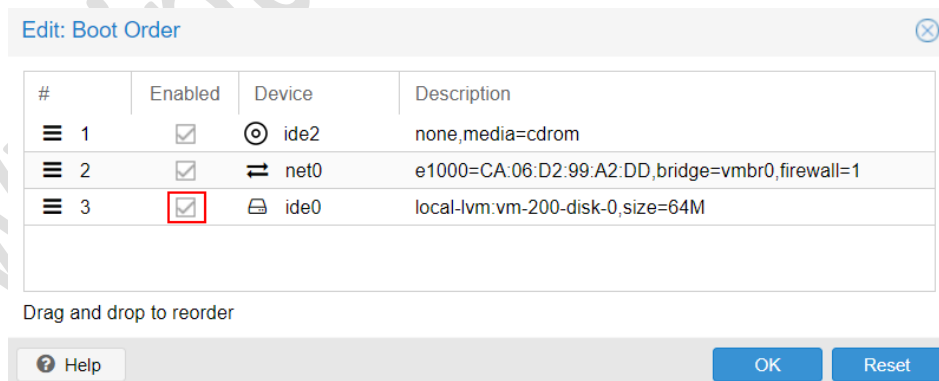 Edit: Boot Order
# Enabled Device Description
1 ide2 none,media=cdrom
2 net0 e1000=CA:06:D2:99:A2:DD,bridge=vmbr0,firewall=1
3 ide0 local-lvm:vm-200-disk-0,size=64M
Drag and drop to reorder
Help OK Reset